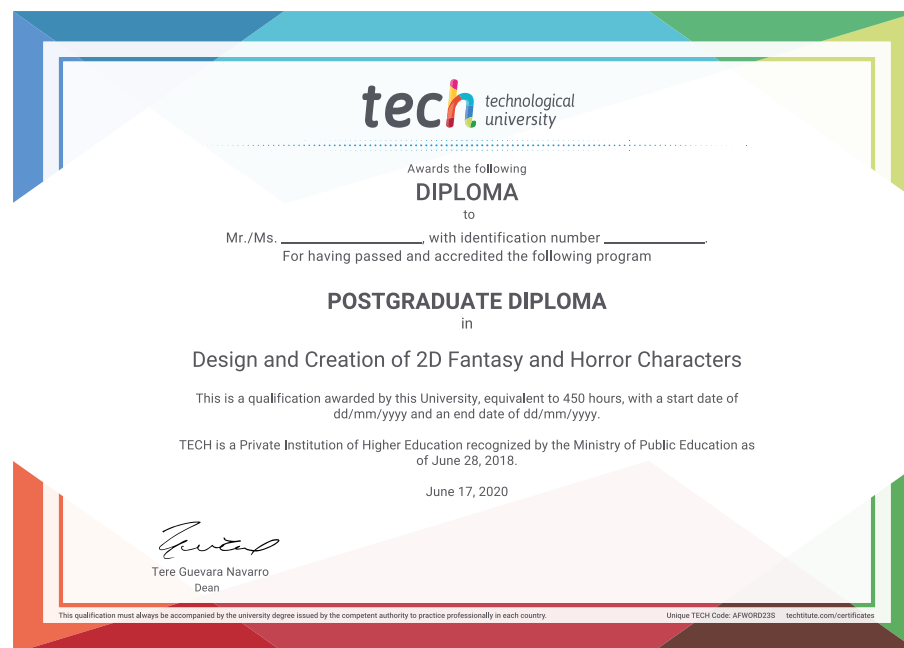 tech technological
university
Awards the following
DIPLOMA
to
Mr./Ms. ________________, with identification number ____________.
For having passed and accredited the following program
POSTGRADUATE DIPLOMA
in
Design and Creation of 2D Fantasy and Horror Characters
This is a qualification awarded by this University, equivalent to 450 hours, with a start date of
dd/mm/yyyy and an end date of dd/mm/yyyy.
TECH is a Private Institution of Higher Education recognized by the Ministry of Public Education as
of June 28, 2018.
June 17, 2020
Tere Guevara Navarro
Dean
This qualification must always be accompanied by the university degree issued by the competent authority to practice professionally in each country. Unique TECH Code: AFWORD23S techtitute.com/certificates